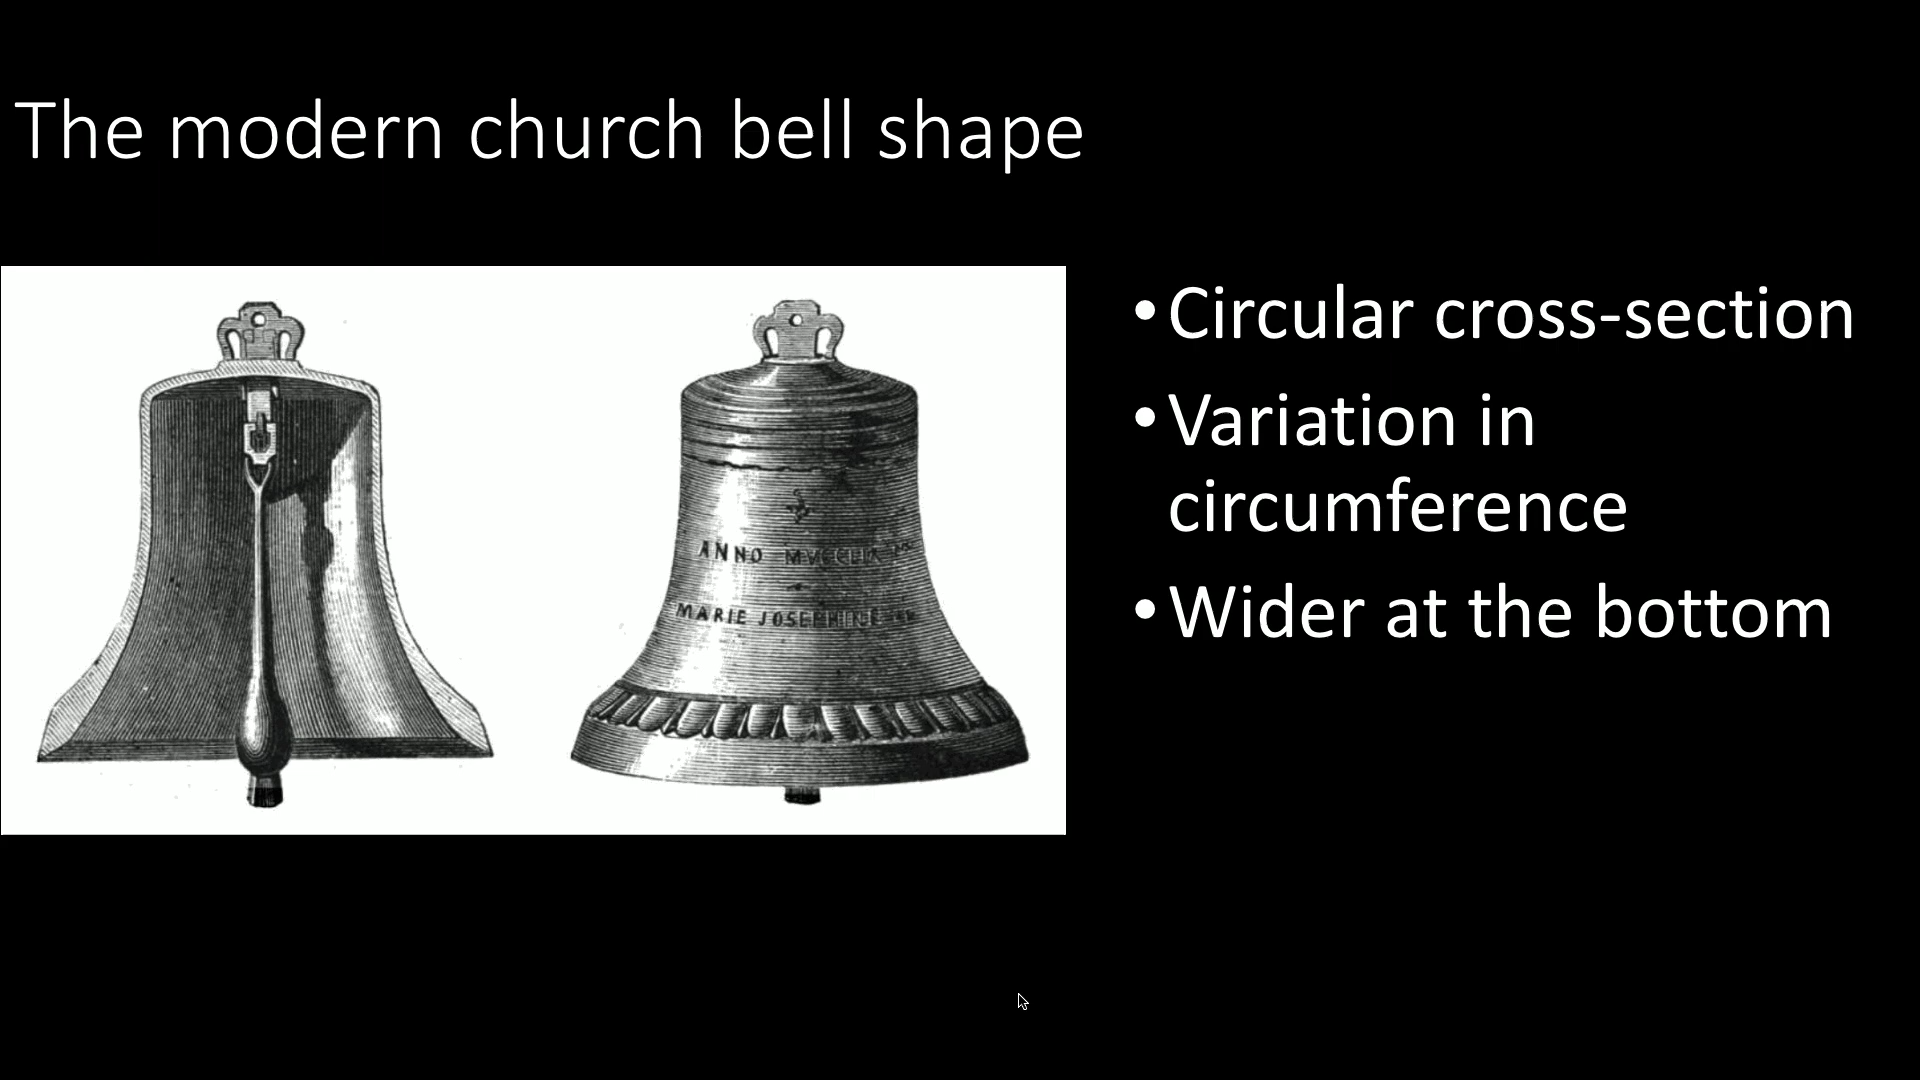 The modern church bell shape
• Circular cross-section
• Variation in
circumference
• Wider at the bottom
ANNO
MARIE JOSEPHINE